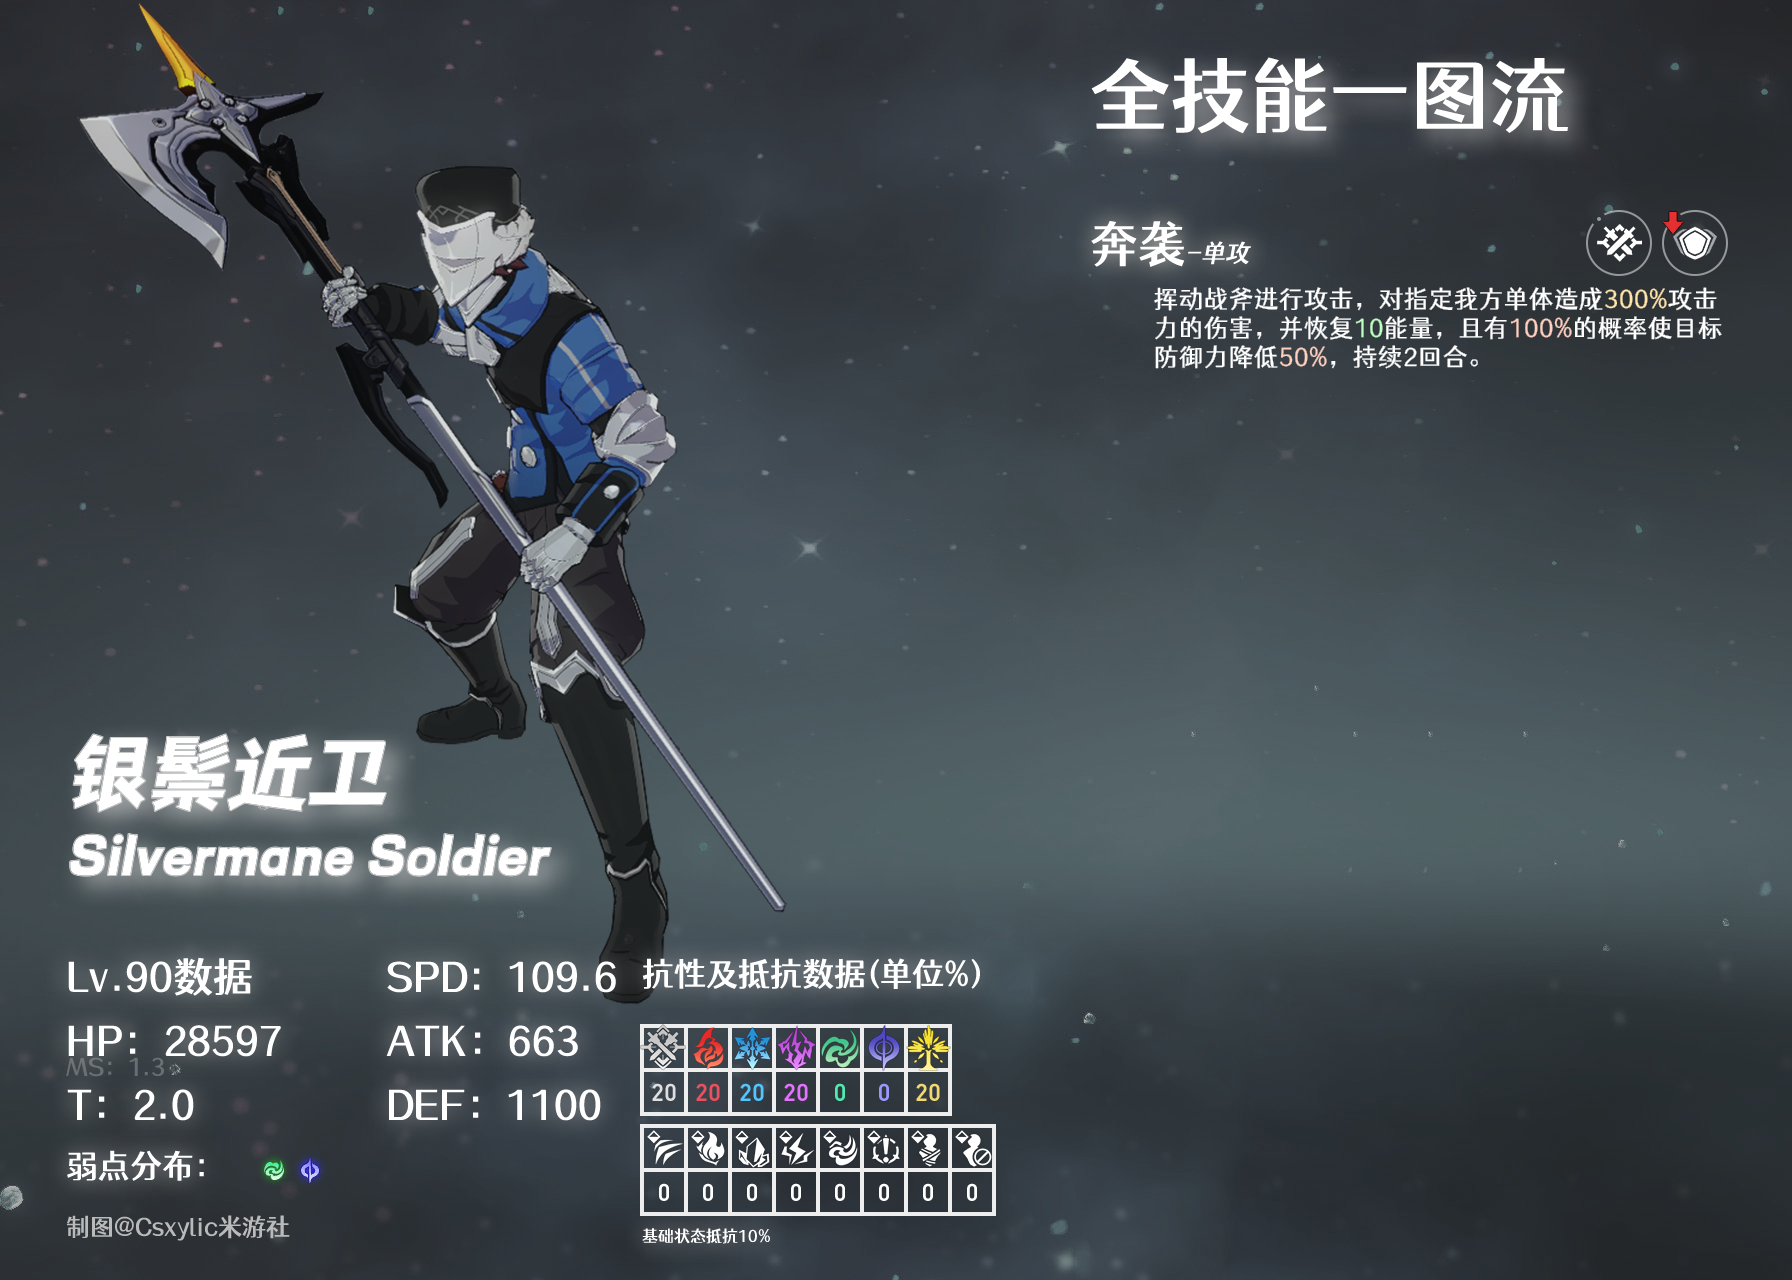 全技能一图流
奔袭-单攻
挥动战斧进行攻击，对指定我方单体造成300%攻击
力的伤害，并恢复10能量，且有100%的概率使目标
防御力降低50%，持续2回合。
银鬃近卫
Silvermane Soldier
Lv.90数据
SPD：109.6
HP：28597
ATK：663
MS：1.3
T：2.0
DEF：1100
弱点分布：
制图@Csxylic米游社
抗性及抵抗数据(单位%)
20 20 20 20 0 0 20
0 0 0 0 0 0 0 0
基础状态抵抗10%